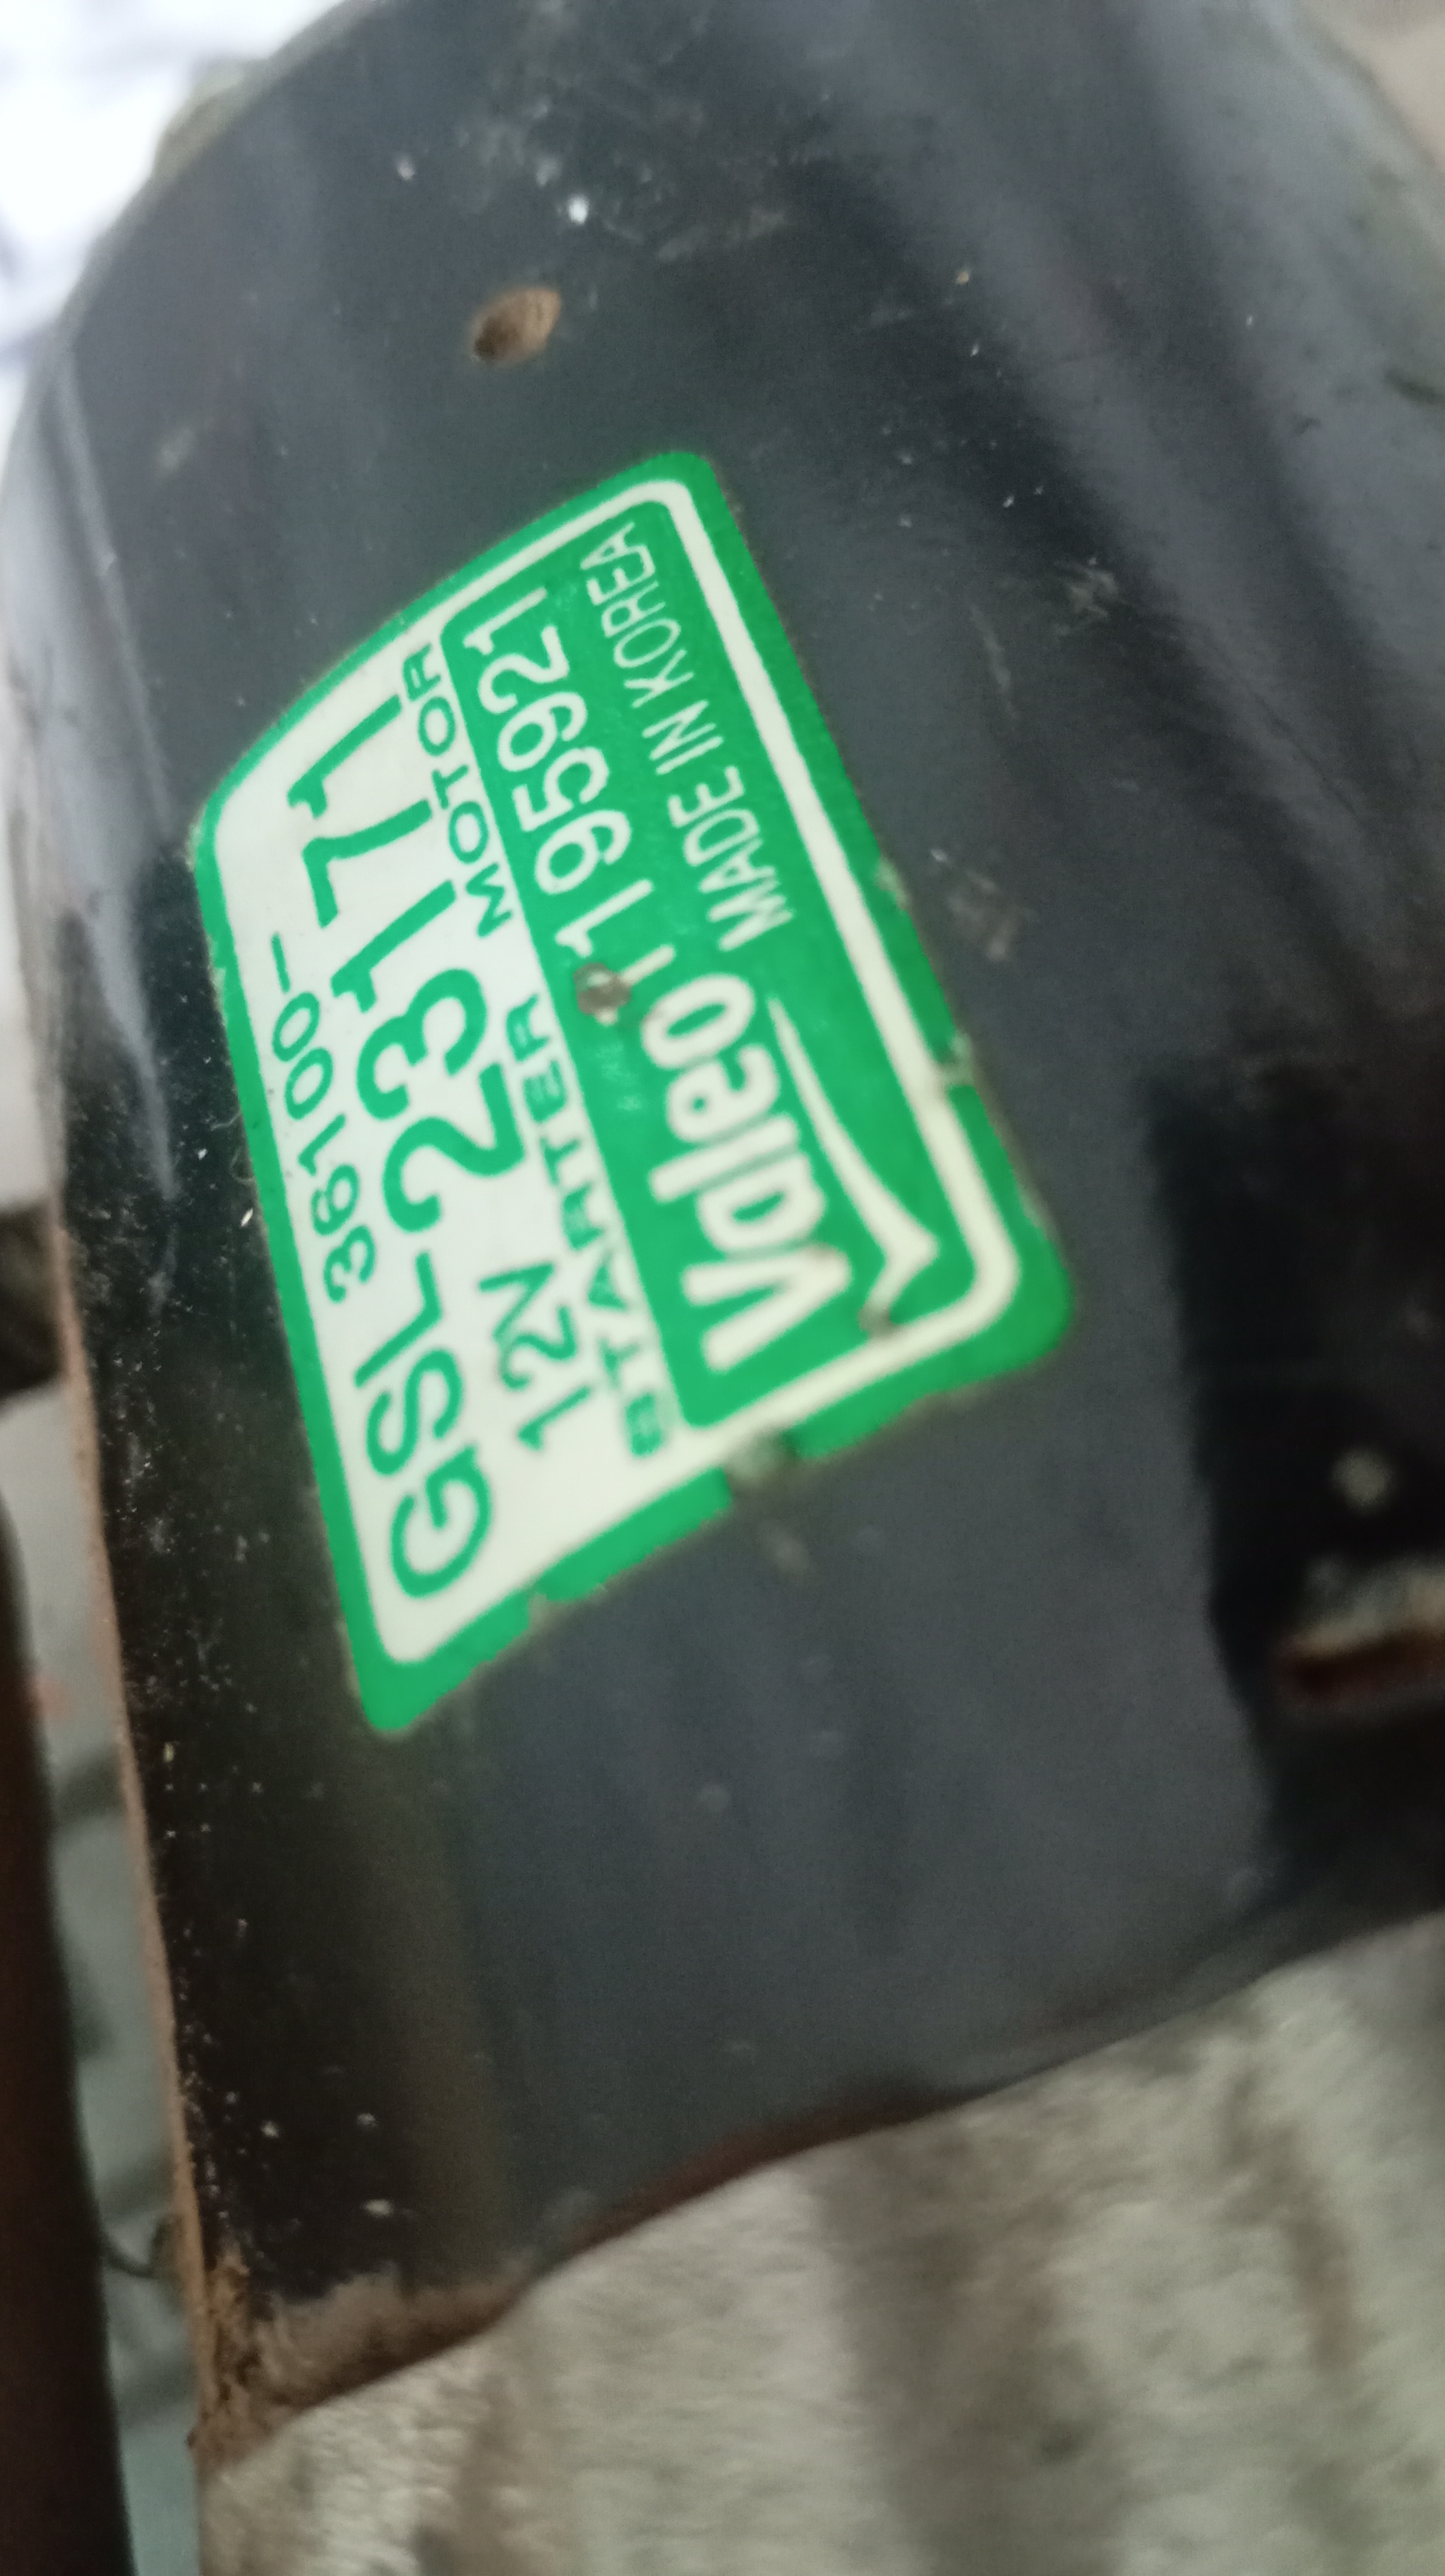 36100-
GSL 23171
12V
STARTER MOTOR
1195921
Valeo MADE IN KOREA